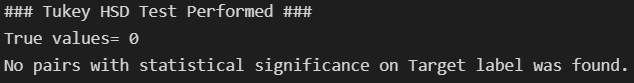 ### Tukey HSD Test Performed ###
True values= 0
No pairs with statistical significance on Target label was found.